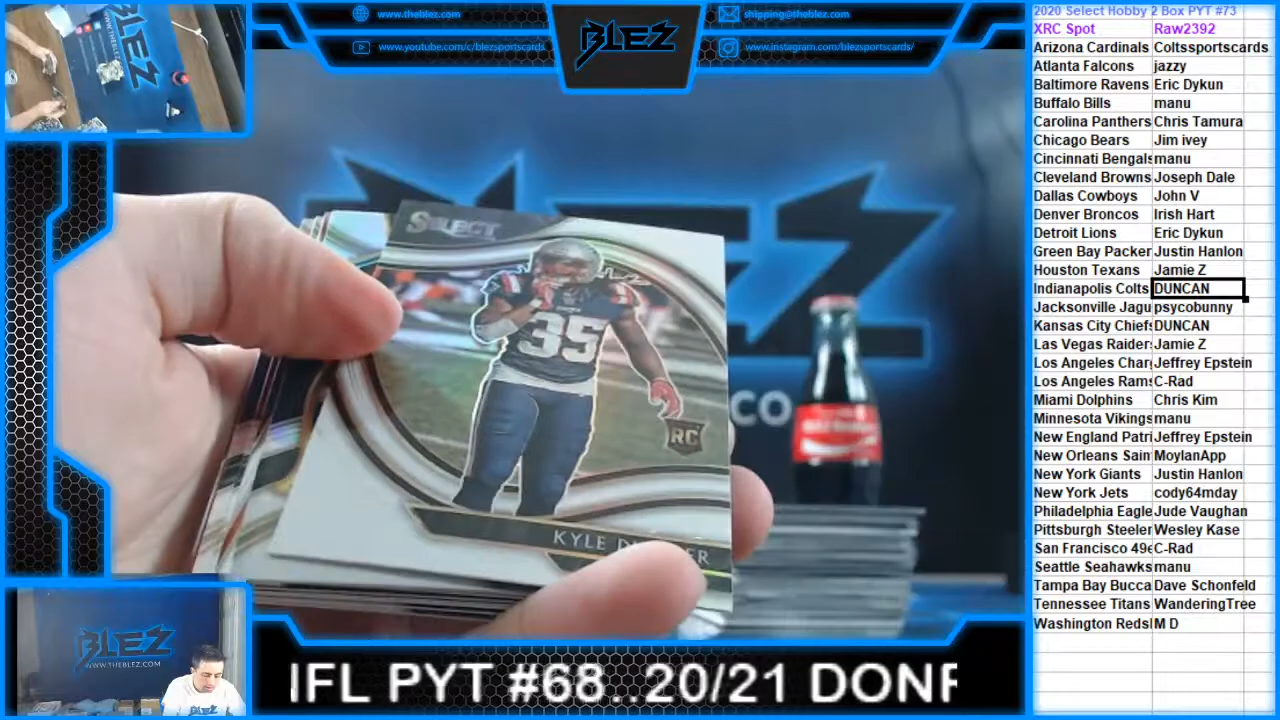 www.theblez.com
shipping@theblez.com
www.youtube.com/c/blezsportscards
www.instagram.com/blezsportscards/
BLEZ
BLEZ
SELECT
35
RC
KYLE
CO
BLEZ
WWW.THEBLEZ.COM
IFL PYT #68..20/21 DON
2020 Select Hobby 2 Box PYT #73
XRC Spot Raw2392
Arizona Cardinals Coltssportscards
Atlanta Falcons jazzy
Baltimore Ravens Eric Dykun
Buffalo Bills manu
Carolina Panthers Chris Tamura
Chicago Bears Jim ivey
Cincinnati Bengals manu
Cleveland Browns Joseph Dale
Dallas Cowboys John V
Denver Broncos Irish Hart
Detroit Lions Eric Dykun
Green Bay Packer Justin Hanlon
Houston Texans Jamie Z
Indianapolis Colts DUNCAN
Jacksonville Jagu psycobunny
Kansas City Chiefs DUNCAN
Las Vegas Raiders Jamie Z
Los Angeles Char Jeffrey Epstein
Los Angeles Rams C-Rad
Miami Dolphins Chris Kim
Minnesota Vikings manu
New England Patri Jeffrey Epstein
New Orleans Sain MoylanApp
New York Giants Justin Hanlon
New York Jets cody64mday
Philadelphia Eagle Jude Vaughan
Pittsburgh Steeler Wesley Kase
San Francisco 49e C-Rad
Seattle Seahawks manu
Tampa Bay Bucca Dave Schonfeld
Tennessee Titans WanderingTree
Washington Reds M D